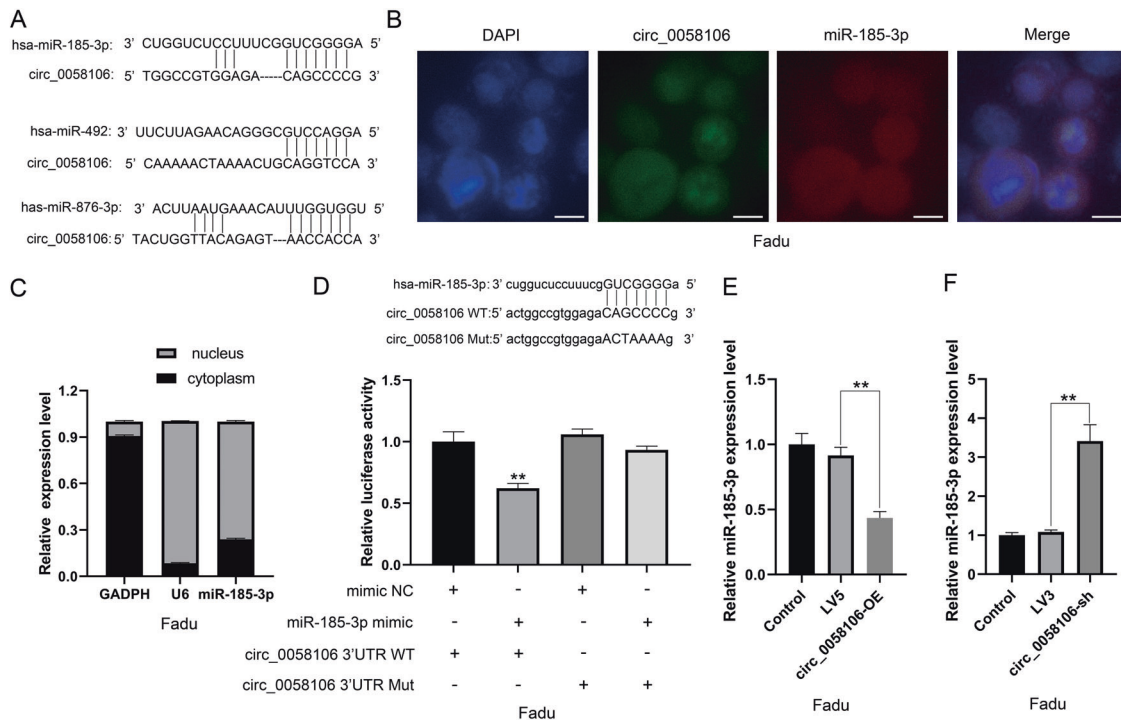 A
hsa-miR-185-3p: 3' CUGGUCUCCUUUCGGUCGGGGA 5'
circ_0058106: 5' TGGCCGTGGAGA-----CAGCCCCG 3'
hsa-miR-492: 3' UUCUUAGAACAGGGCGUCCAGGA 5'
circ_0058106: 5' CAAAAACTAAAACUGCAGGTCCA 3'
has-miR-876-3p: 3' ACUUAAUGAAACAUUUGGUGGU 5'
circ_0058106: 5' TACTGGTTACAGAGT---AACCACCA 3'
B
DAPI circ_0058106 miR-185-3p Merge
Fadu
C
nucleus
cytoplasm
Relative expression level
1.2
0.9
0.6
0.3
0.0
GADPH U6 miR-185-3p
Fadu
D
hsa-miR-185-3p: 3' cuggucuccuuucgGUCGGGGa 5'
circ_0058106 WT:5' actggccgtggagaCAGCCCCg 3'
circ_0058106 Mut:5' actggccgtggagaACTAAAAg 3'
Relative luciferase activity
1.5
1.0
0.5
0.0
**
mimic NC + - + -
miR-185-3p mimic - + - +
circ_0058106 3'UTR WT + + - -
circ_0058106 3'UTR Mut - - + +
Fadu
E
Relative miR-185-3p expression level
1.5
1.0
0.5
0.0
**
Control LV5 circ_0058106-OE
Fadu
F
Relative miR-185-3p expression level
5
4
3
2
1
0
**
Control LV3 circ_0058106-sh
Fadu